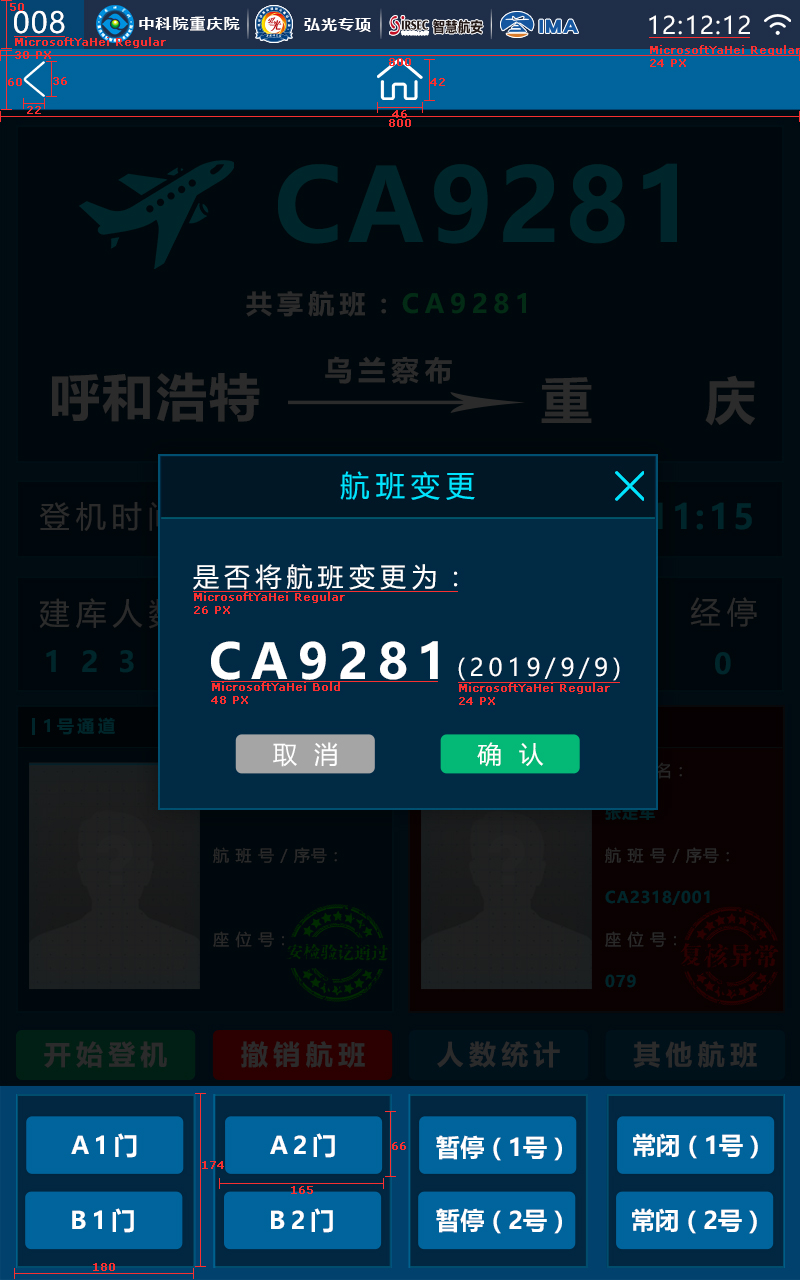 50
008 中科院重庆院 弘光专项 SIRSEC 智慧航安 IMA 12:12:12
MicrosoftYaHei Regular
30 PX
MicrosoftYaHei Regular
24 PX
60 36 800 42
22 46
800
CA9281
共享航班：CA9281
呼和浩特 乌兰察布 重 庆
航班变更
登机时间 11:15
是否将航班变更为：
MicrosoftYaHei Regular
26 PX
建库人数 经停
1 2 3 0
CA9281 (2019/9/9)
MicrosoftYaHei Bold
48 PX
MicrosoftYaHei Regular
24 PX
1号通道
取 消 确 认
名：
张定军
航班号/序号： 航班号/序号：
CA2318/001
座位号： 安检验讫通过 座位号： 复核异常
079
开始登机 撤销航班 人数统计 其他航班
A1门 A2门 暂停（1号） 常闭（1号）
174 66
165
B1门 B2门 暂停（2号） 常闭（2号）
180